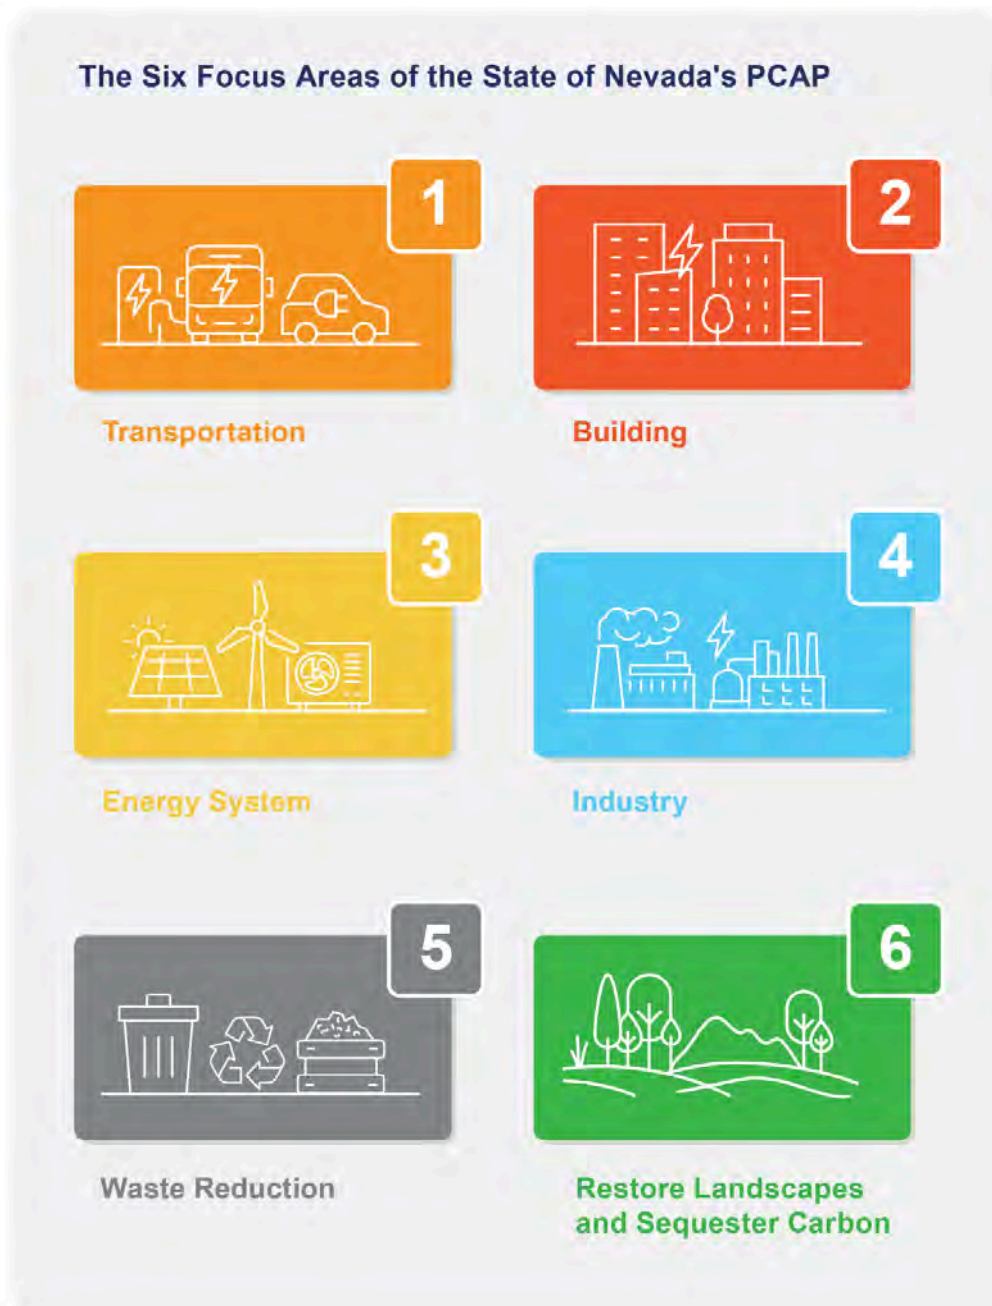 The Six Focus Areas of the State of Nevada's PCAP
1
2
Transportation
Building
3
4
Energy System
Industry
5
6
Waste Reduction
Restore Landscapes
and Sequester Carbon